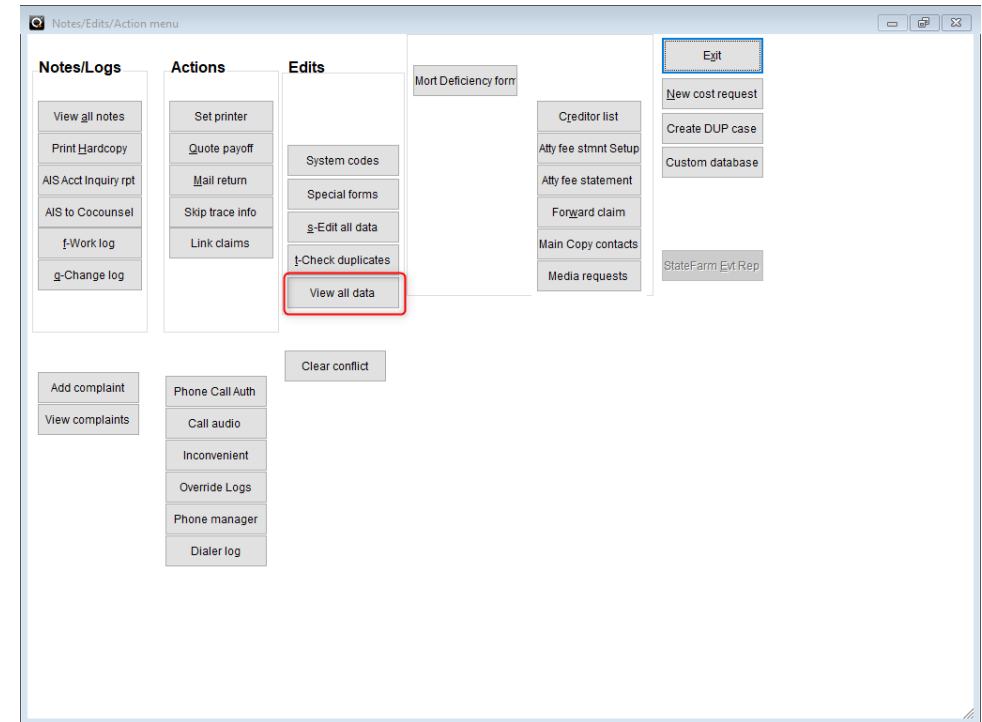 Notes/Edits/Action menu
Notes/Logs
View all notes
Print Hardcopy
AIS Acct Inquiry rpt
AIS to Cocounsel
f-Work log
g-Change log
Add complaint
View complaints
Actions
Set printer
Quote payoff
Mail return
Skip trace info
Link claims
Phone Call Auth
Call audio
Inconvenient
Override Logs
Phone manager
Dialer log
Edits
System codes
Special forms
s-Edit all data
t-Check duplicates
View all data
Clear conflict
Mort Deficiency form
Creditor list
Atty fee stmnt Setup
Atty fee statement
Forward claim
Main Copy contacts
Media requests
Exit
New cost request
Create DUP case
Custom database
StateFarm Evt Rep